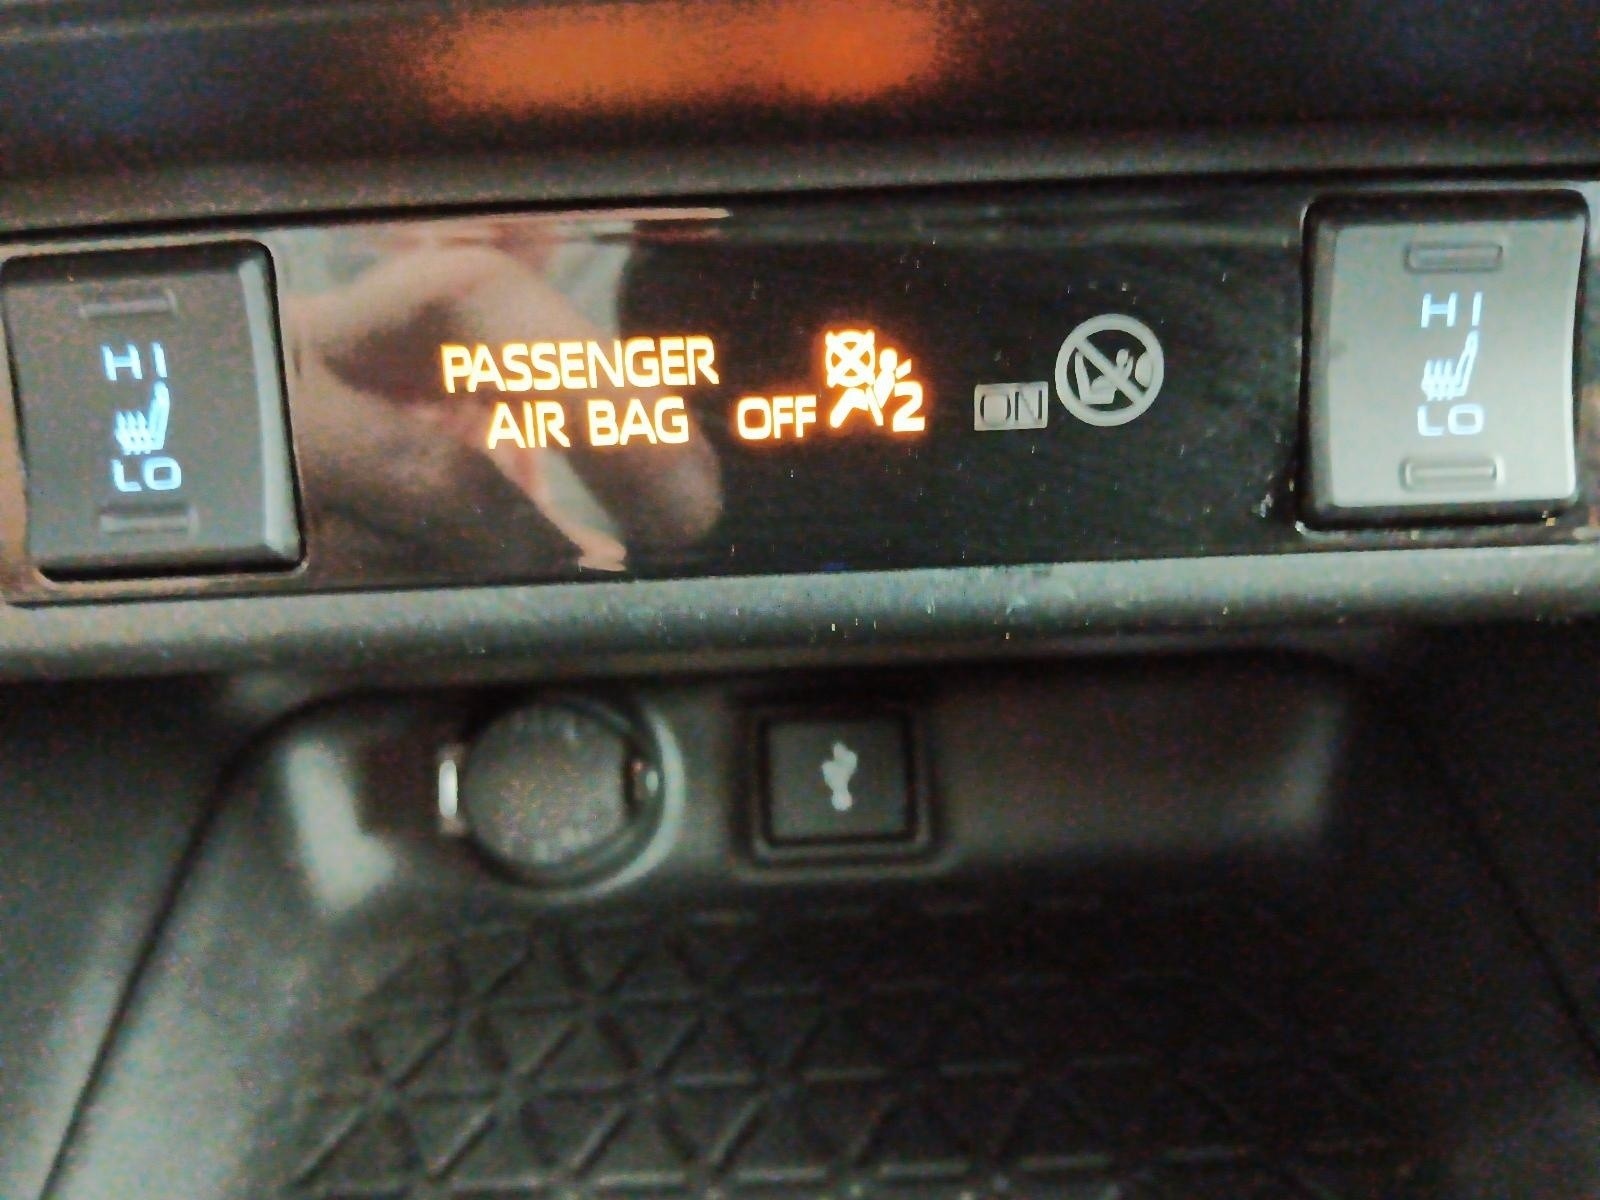 HI
LO
PASSENGER
AIR BAG
OFF
2
ON
HI
LO